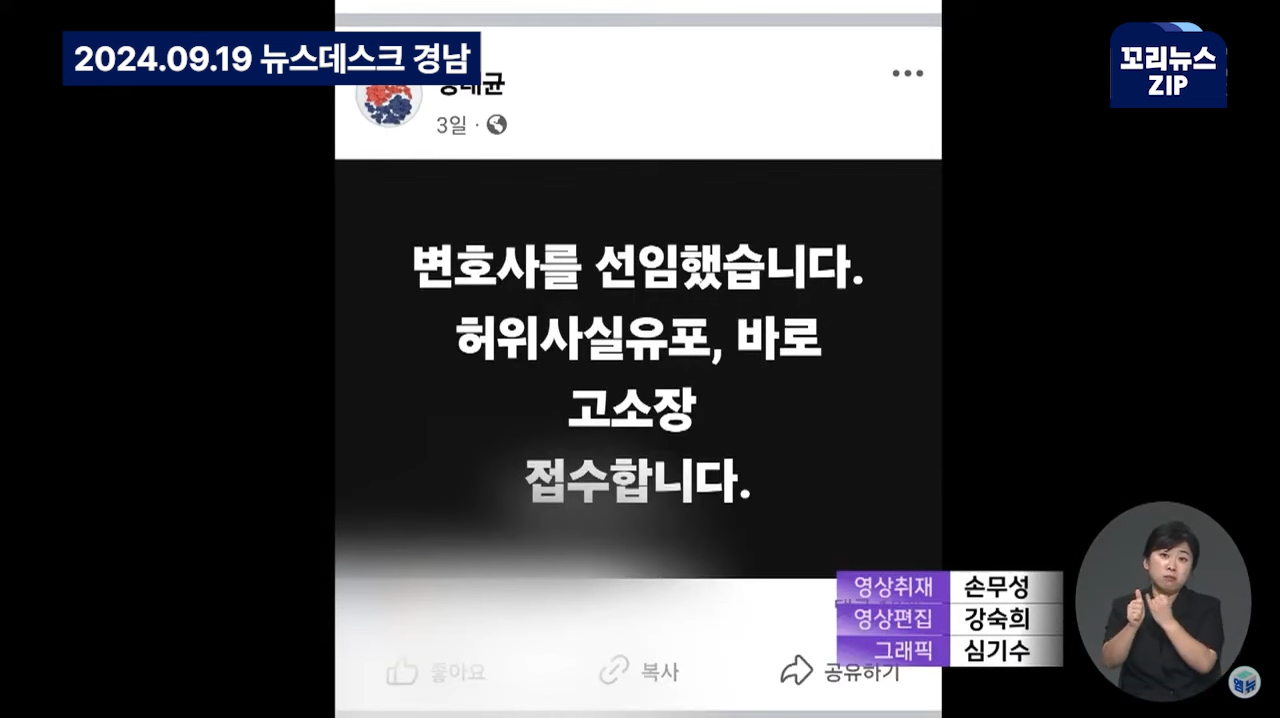 2024.09.19 뉴스데스크 경남
꼬리뉴스
ZIP
3일
변호사를 선임했습니다.
허위사실유포, 바로
고소장
접수합니다.
영상취재 손무성
영상편집 강숙희
그래픽 심기수
좋아요 복사 공유하기
엠뉴